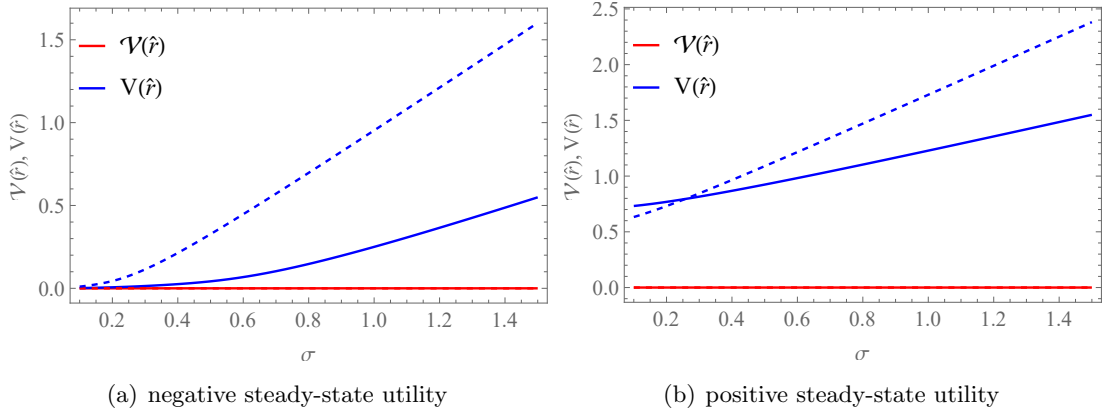 𝒱(r̂)
V(r̂)
𝒱(r̂), V(r̂)
1.5
1.0
0.5
0.0
0.2 0.4 0.6 0.8 1.0 1.2 1.4
σ
(a) negative steady-state utility
𝒱(r̂)
V(r̂)
𝒱(r̂), V(r̂)
2.5
2.0
1.5
1.0
0.5
0.0
0.2 0.4 0.6 0.8 1.0 1.2 1.4
σ
(b) positive steady-state utility